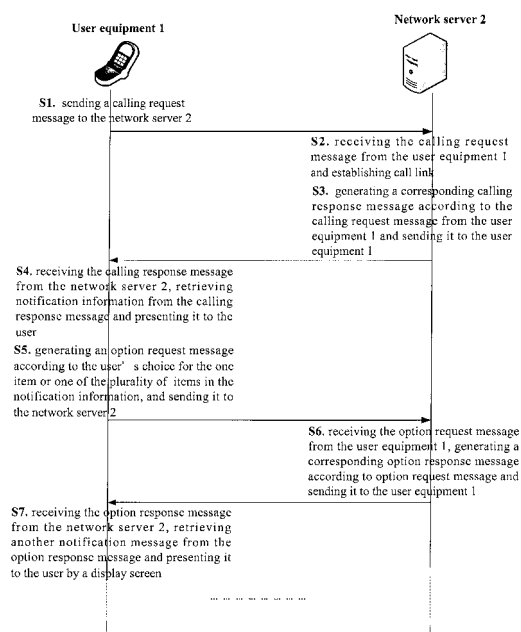 User equipment 1
Network server 2
S1. sending a calling request
message to the network server 2
S2. receiving the calling request
message from the user equipment 1
and establishing call link
S3. generating a corresponding calling
response message according to the
calling request message from the user
equipment 1 and sending it to the user
equipment 1
S4. receiving the calling response message
from the network server 2, retrieving
notification information from the calling
response message and presenting it to the
user
S5. generating an option request message
according to the user's choice for the one
item or one of the plurality of items in the
notification information, and sending it to
the network server 2
S6. receiving the option request message
from the user equipment 1, generating a
corresponding option response message
according to option request message and
sending it to the user equipment 1
S7. receiving the option response message
from the network server 2, retrieving
another notification message from the
option response message and presenting it
to the user by a display screen
... ... ... ... ... ... ...